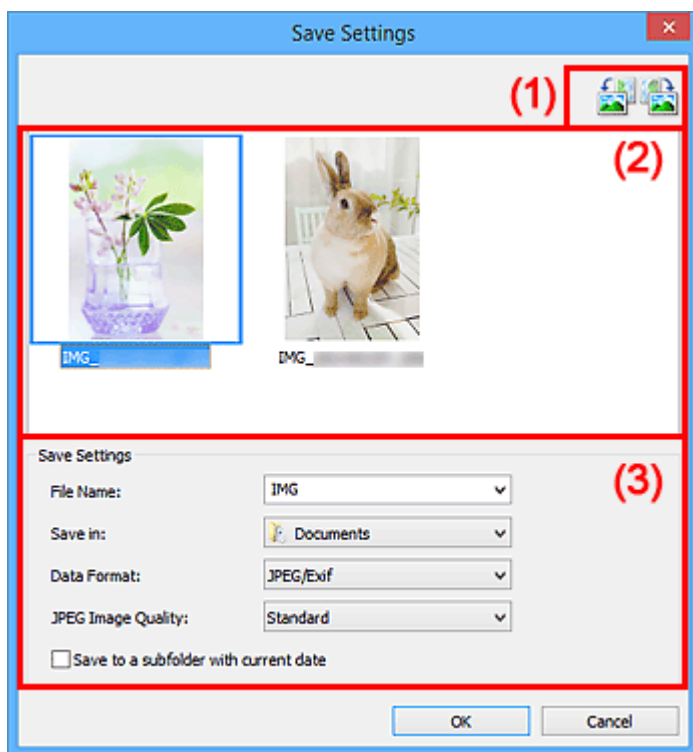 Save Settings
(1)
(2)
IMG_
IMG_
Save Settings
(3)
File Name: IMG
Save in: Documents
Data Format: JPEG/Exif
JPEG Image Quality: Standard
Save to a subfolder with current date
OK Cancel